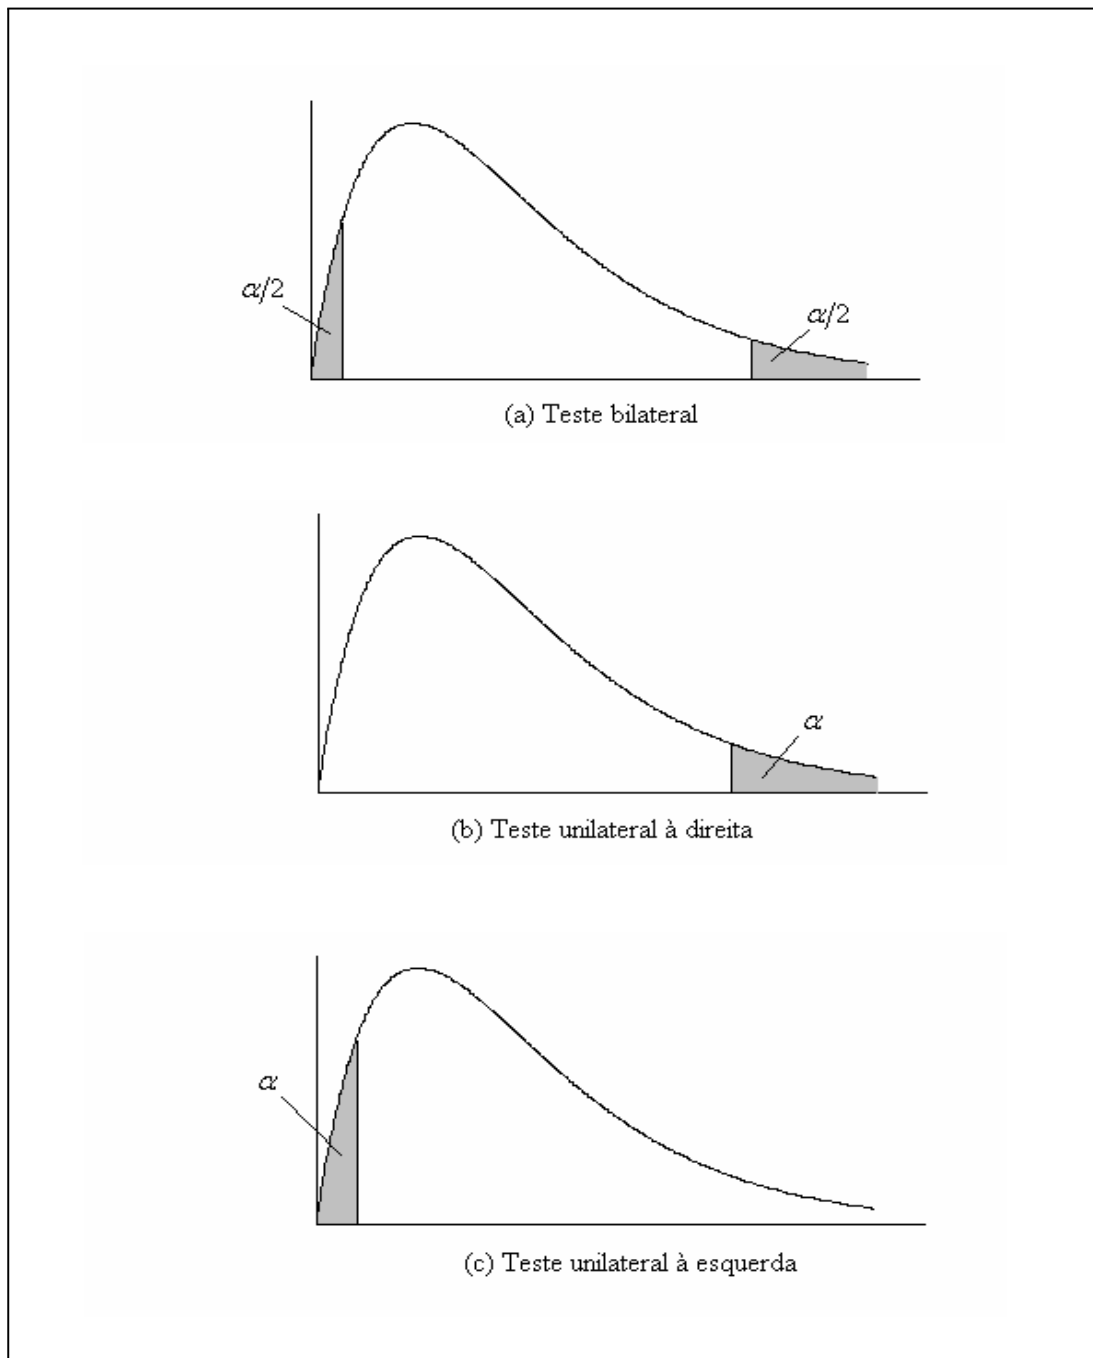 α/2
α/2
(a) Teste bilateral
α
(b) Teste unilateral à direita
α
(c) Teste unilateral à esquerda